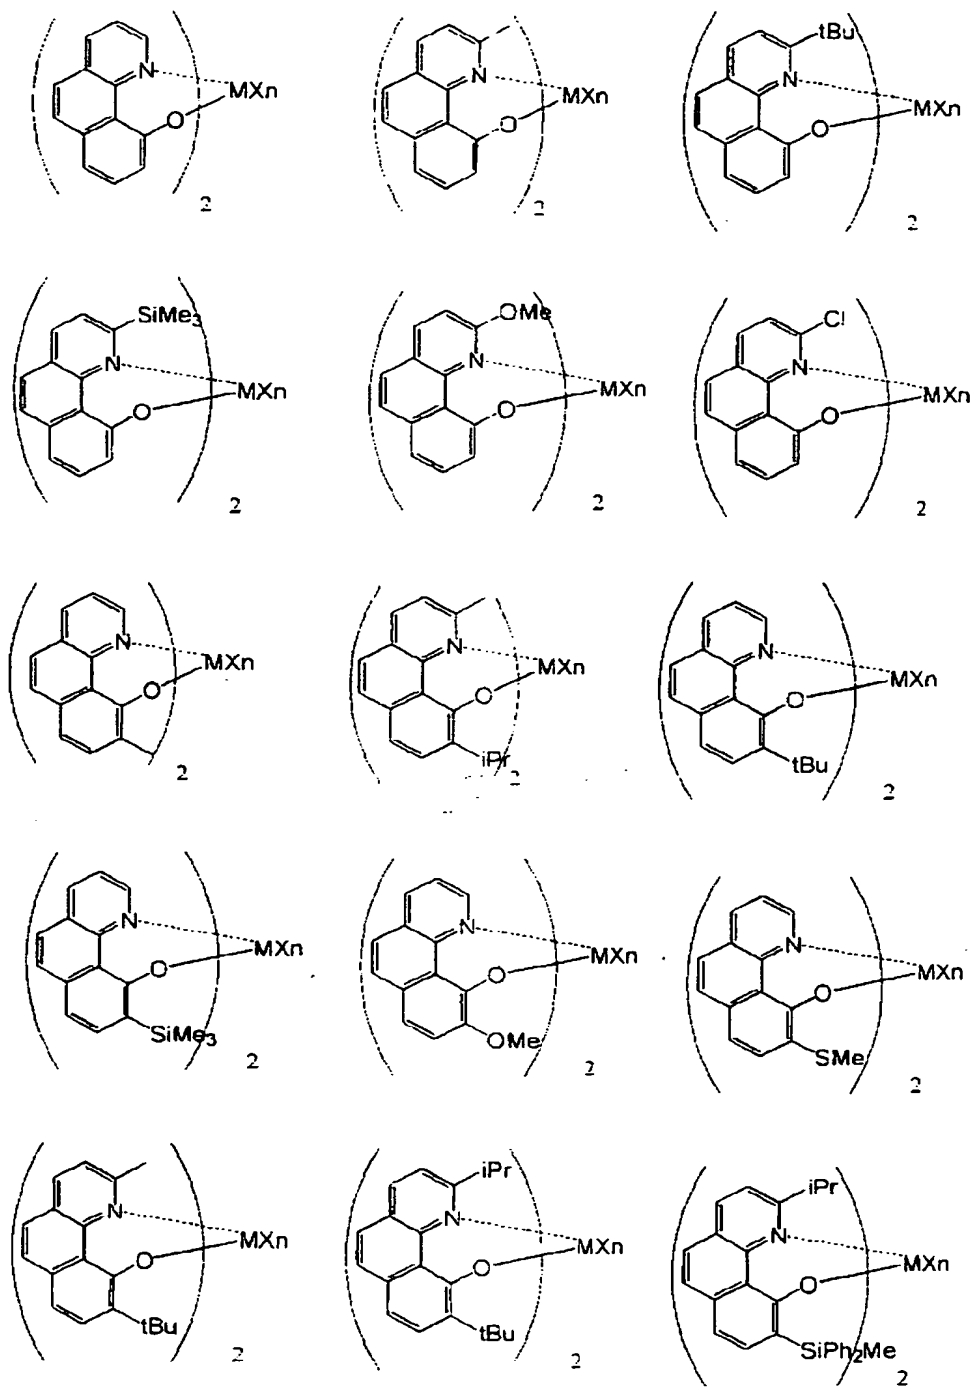 N O MXn 2
N O MXn 2
tBu N O MXn 2
SiMe3 N O MXn 2
OMe N O MXn 2
Cl N O MXn 2
N O MXn 2
N O MXn iPr 2
N O MXn tBu 2
N O MXn SiMe3 2
N O MXn OMe 2
N O MXn SMe 2
N O MXn tBu 2
iPr N O MXn tBu 2
iPr N O MXn SiPh2Me 2